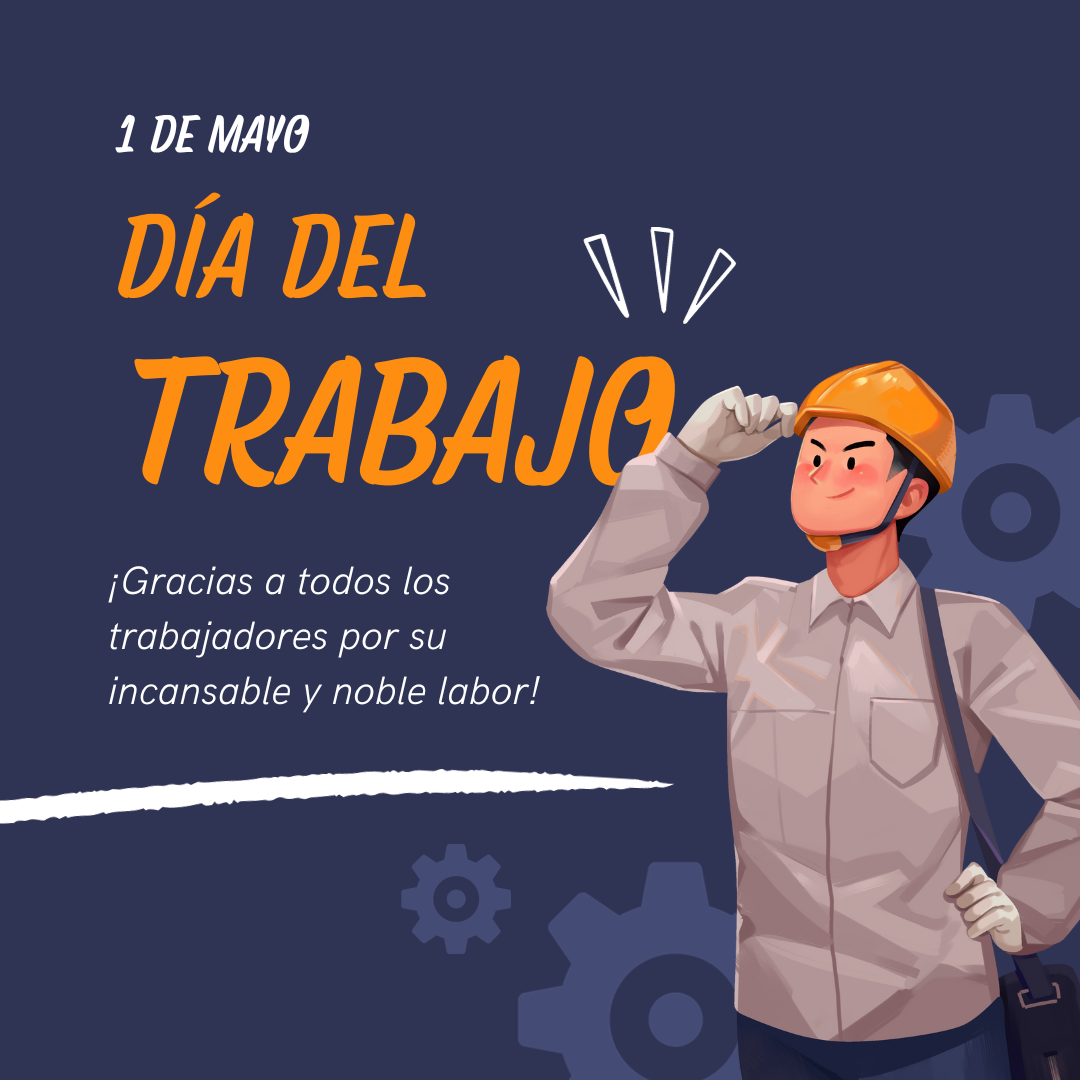 1 DE MAYO
DÍA DEL
TRABAJO
¡Gracias a todos los
trabajadores por su
incansable y noble labor!